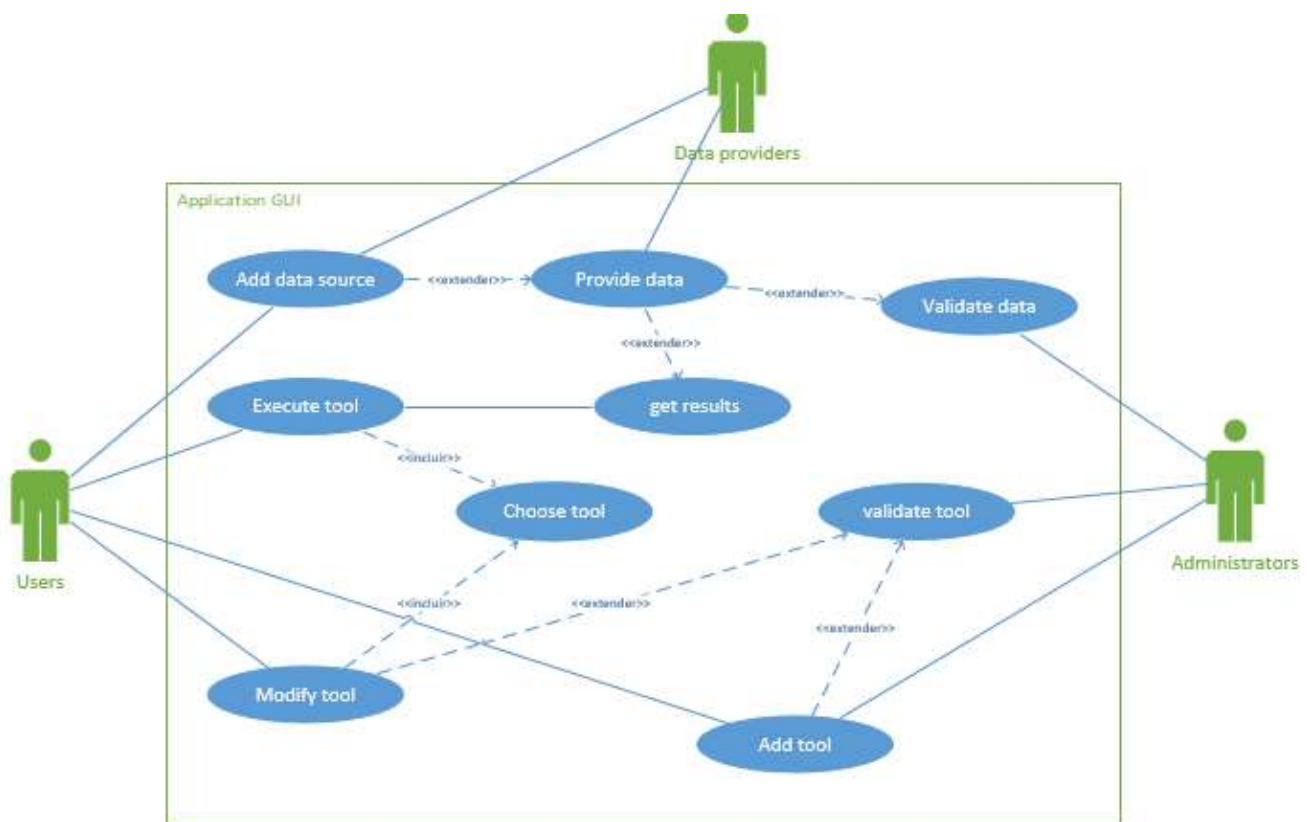 Data providers
Application GUI
Add data source
<<extender>>
Provide data
<<extender>>
Validate data
<<extender>>
Execute tool
get results
<<incluir>>
Choose tool
validate tool
Users
Administrators
<<incluir>>
<<extender>>
<<extender>>
Modify tool
Add tool